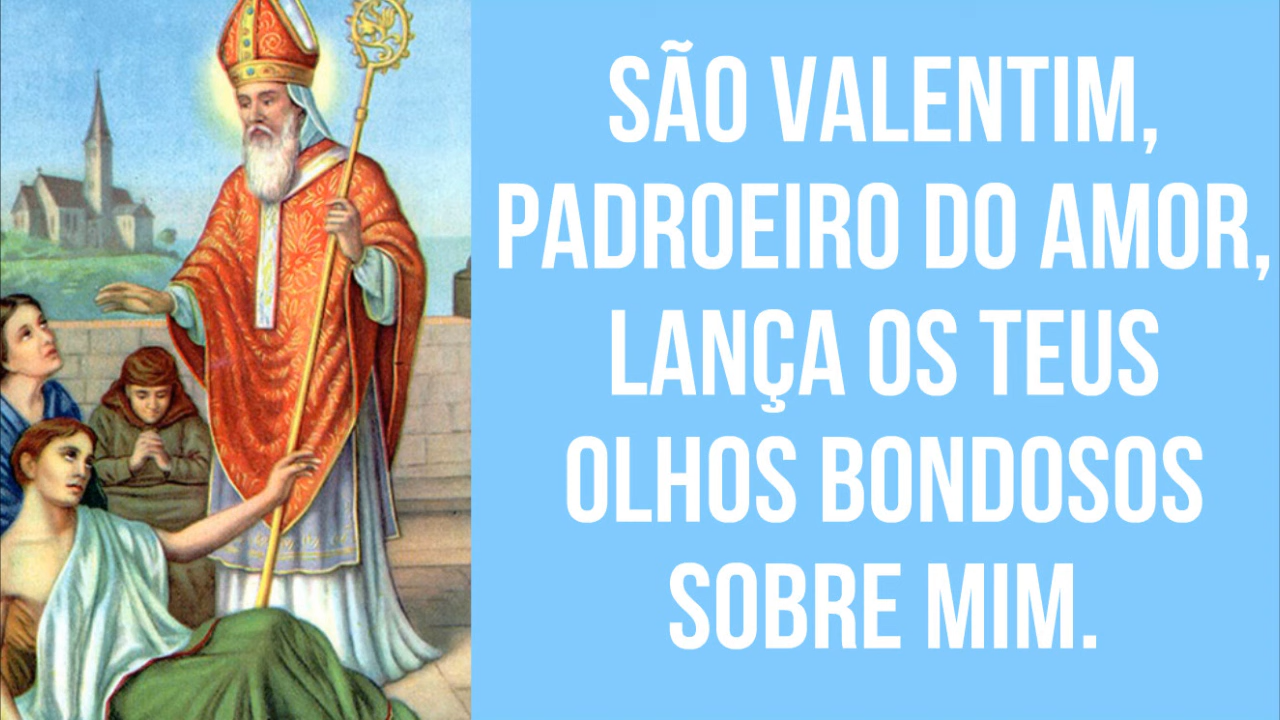 SÃO VALENTIM,
PADROEIRO DO AMOR,
LANÇA OS TEUS
OLHOS BONDOSOS
SOBRE MIM.